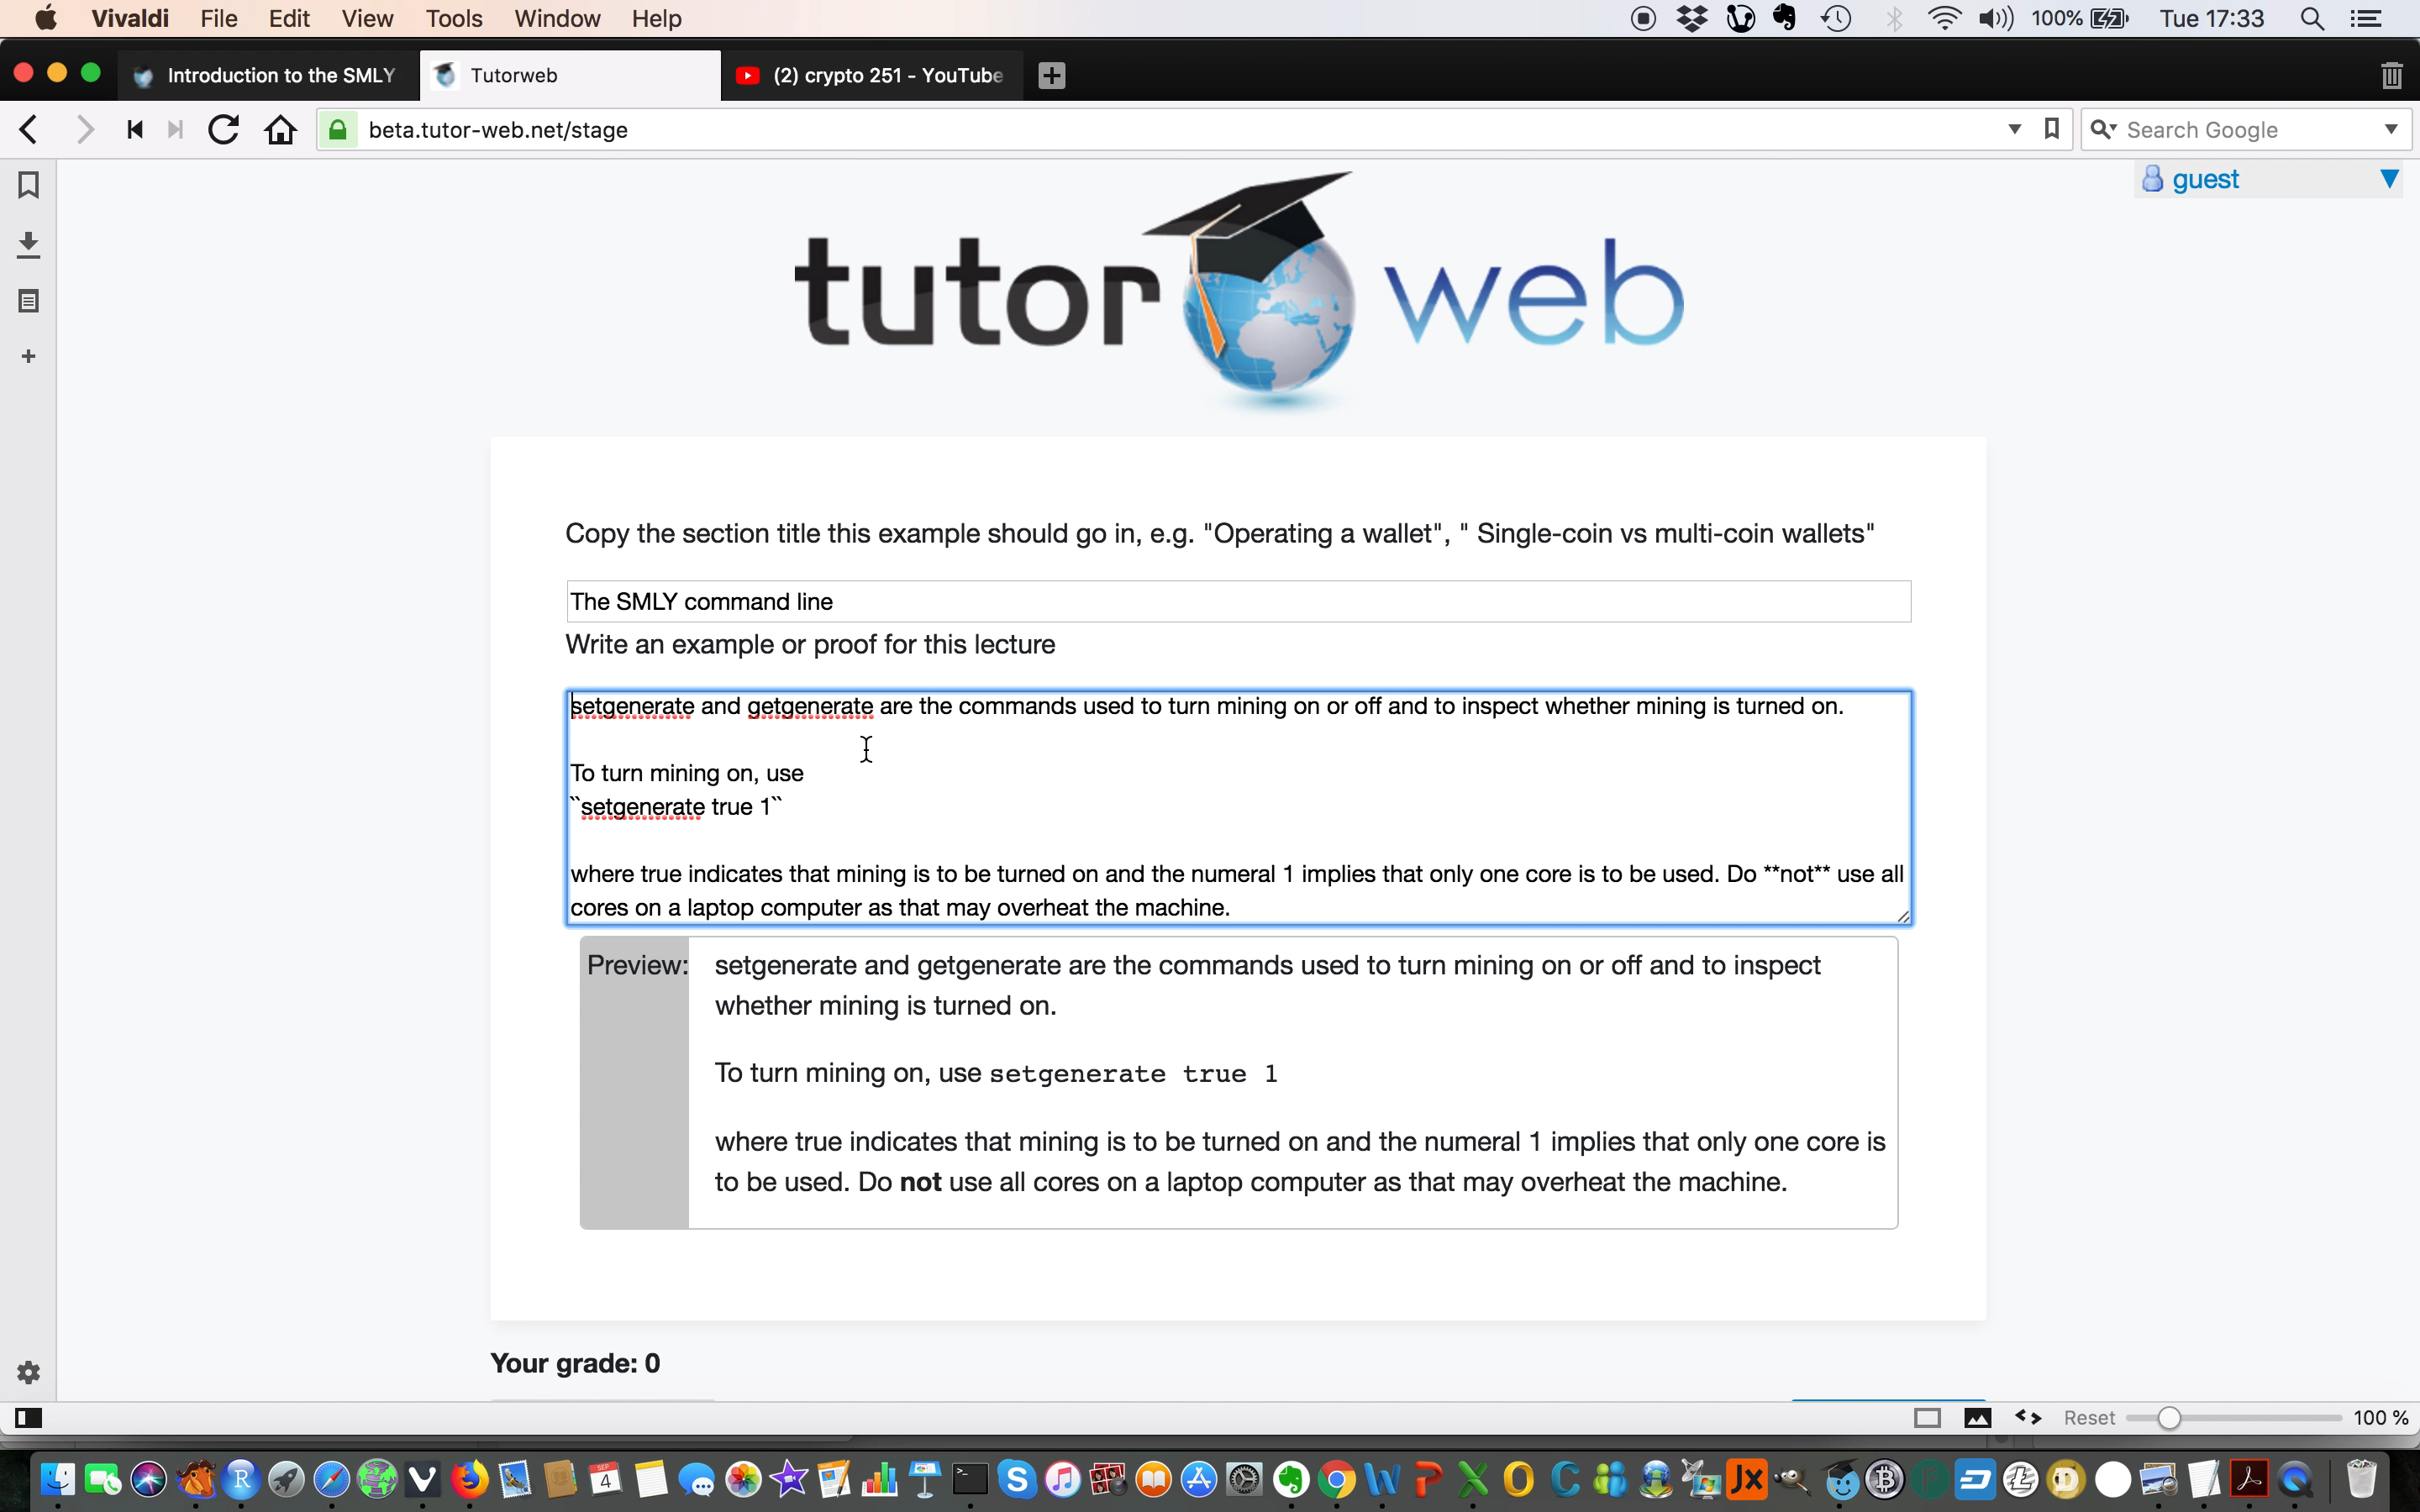 Vivaldi File Edit View Tools Window Help 100% Tue 17:33
Introduction to the SMLY Tutorweb (2) crypto 251 - YouTube
beta.tutor-web.net/stage Search Google
guest
tutor web
Copy the section title this example should go in, e.g. "Operating a wallet", " Single-coin vs multi-coin wallets"
The SMLY command line
Write an example or proof for this lecture
setgenerate and getgenerate are the commands used to turn mining on or off and to inspect whether mining is turned on.
To turn mining on, use
``setgenerate true 1``
where true indicates that mining is to be turned on and the numeral 1 implies that only one core is to be used. Do **not** use all
cores on a laptop computer as that may overheat the machine.
Preview: setgenerate and getgenerate are the commands used to turn mining on or off and to inspect
whether mining is turned on.
To turn mining on, use setgenerate true 1
where true indicates that mining is to be turned on and the numeral 1 implies that only one core is
to be used. Do not use all cores on a laptop computer as that may overheat the machine.
Your grade: 0
Reset 100 %
SEP
4